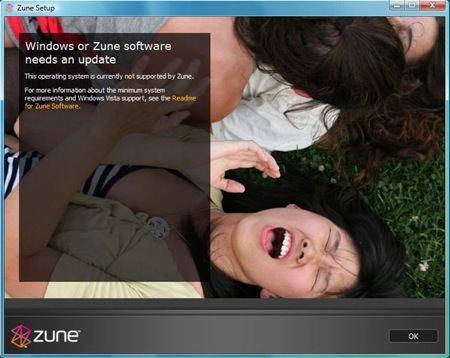 Zune Setup
Windows or Zune software
needs an update
This operating system is currently not supported by Zune.
For more information about the minimum system
requirements and Windows Vista support, see the Readme
for Zune Software.
zune
OK